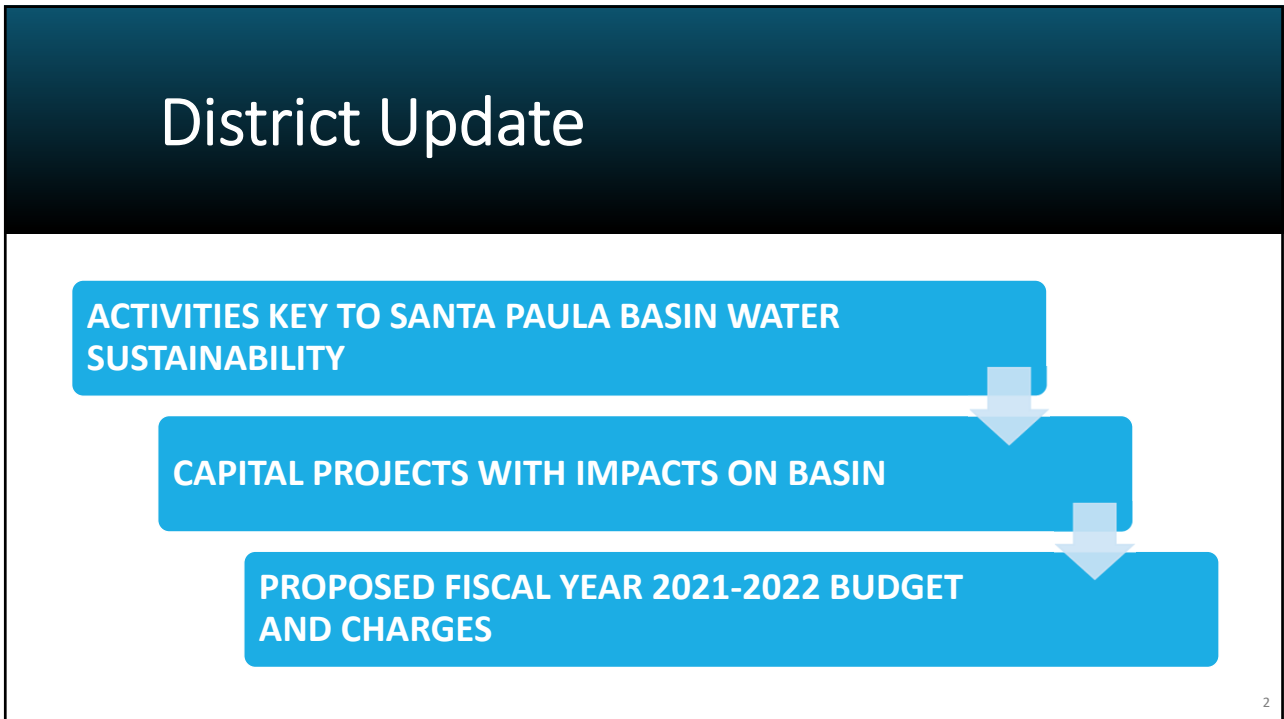 District Update
ACTIVITIES KEY TO SANTA PAULA BASIN WATER
SUSTAINABILITY
CAPITAL PROJECTS WITH IMPACTS ON BASIN
PROPOSED FISCAL YEAR 2021-2022 BUDGET
AND CHARGES
2